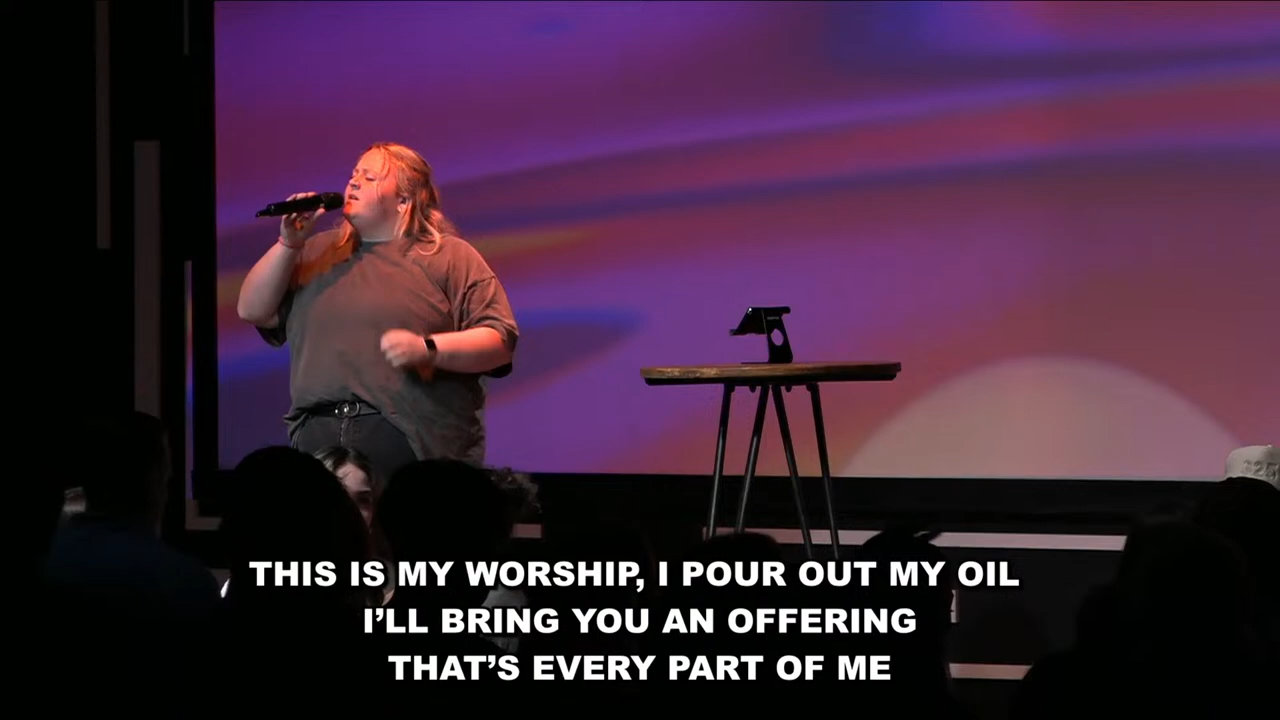 THIS IS MY WORSHIP, I POUR OUT MY OIL
I'LL BRING YOU AN OFFERING
THAT'S EVERY PART OF ME